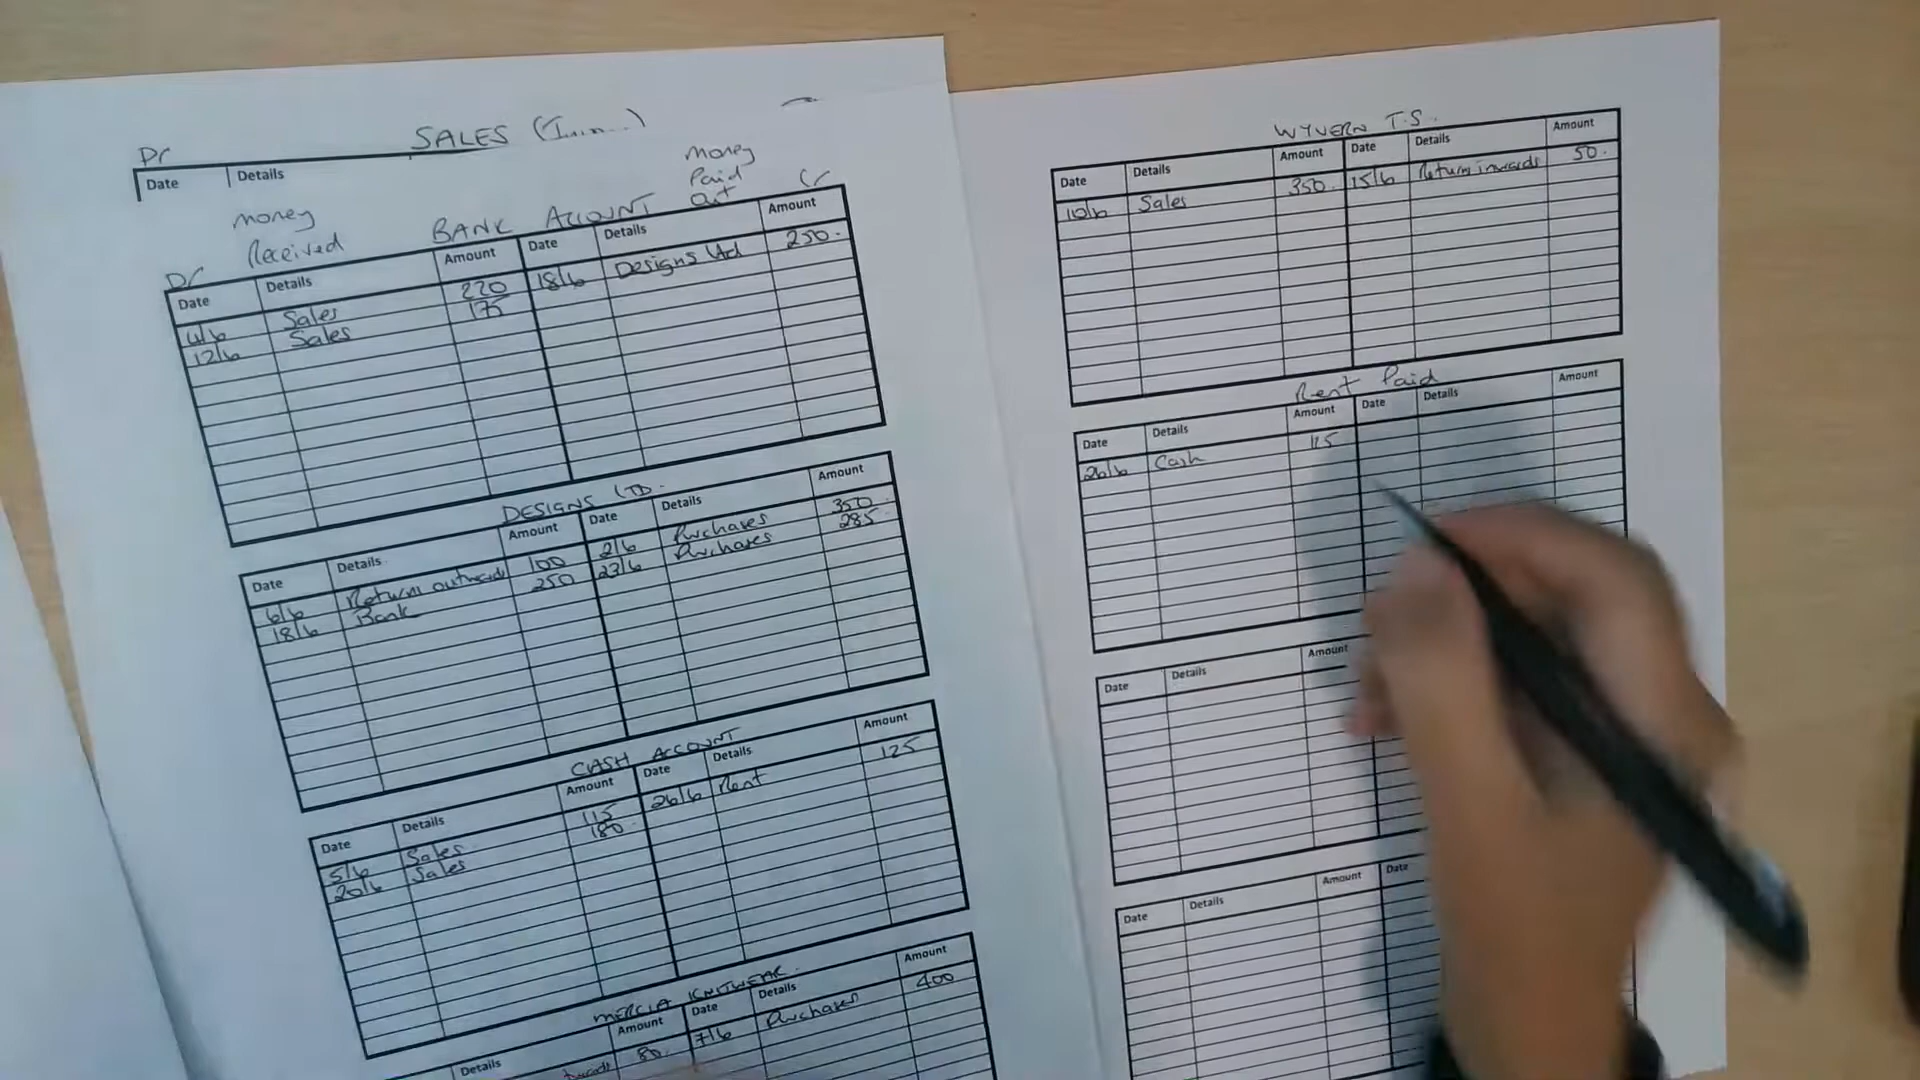 SALES
Dr
Date Details
money
Paid
out
money
Received
BANK ACCOUNT
Cr
Dr
Date Details Amount Date Details Amount
4/6 Sales 220 18/6 Designs Ltd 250.
12/6 Sales 175
DESIGNS LTD.
Date Details Amount Date Details Amount
6/6 Return outwards 100 2/6 Purchases 350.
18/6 Bank 250 23/6 Purchases 285.
CASH ACCOUNT
Date Details Amount Date Details Amount
5/6 Sales 115 26/6 Rent 125
20/6 Sales 180.
MERCIA KNITWEAR.
Details Amount Date Details Amount
80. 7/6 Purchases 400
WYVERN T.S.
Date Details Amount Date Details Amount
10/6 Sales 350. 15/6 Return inwards 50.
Rent Paid
Date Details Amount Date Details Amount
26/6 Cash 125
Date Details Amount
Date Details Amount Date